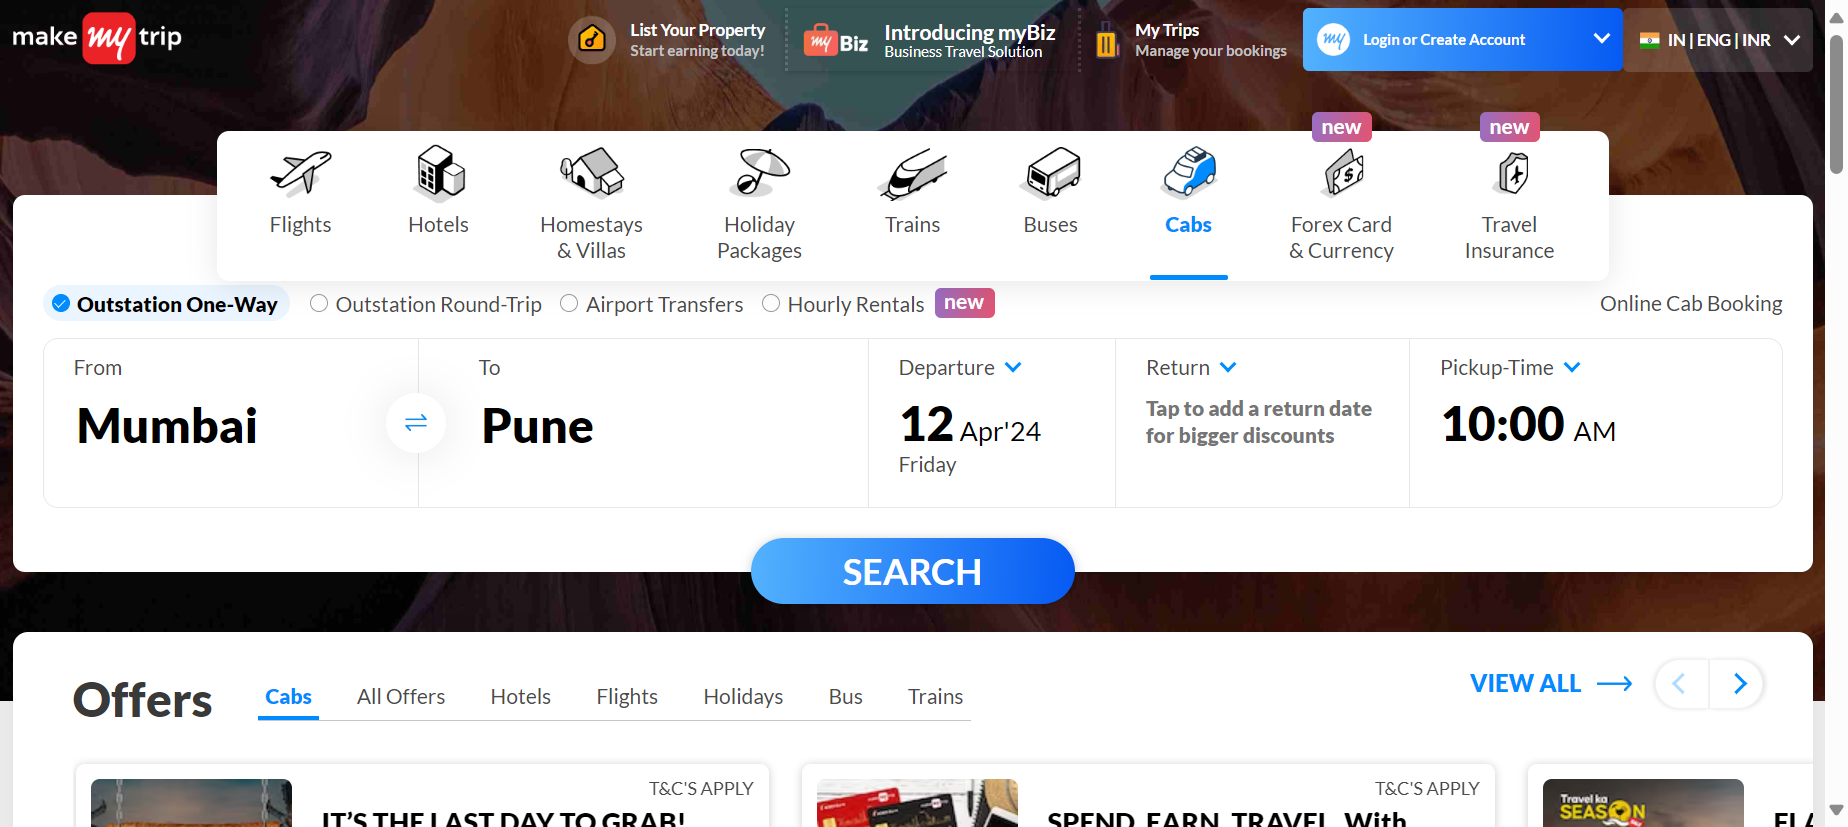 make my trip
List Your Property
Start earning today!
my Biz
Introducing myBiz
Business Travel Solution
My Trips
Manage your bookings
my
Login or Create Account
IN | ENG | INR
new
new
Flights
Hotels
Homestays
& Villas
Holiday
Packages
Trains
Buses
Cabs
Forex Card
& Currency
Travel
Insurance
Outstation One-Way
Outstation Round-Trip
Airport Transfers
Hourly Rentals
new
Online Cab Booking
From
Mumbai
To
Pune
Departure
12 Apr'24
Friday
Return
Tap to add a return date
for bigger discounts
Pickup-Time
10:00 AM
SEARCH
Offers
Cabs
All Offers
Hotels
Flights
Holidays
Bus
Trains
VIEW ALL
T&C'S APPLY
IT'S THE LAST DAY TO GRAB!
T&C'S APPLY
SPEND, EARN, TRAVEL, With
Travel ka
SEASON